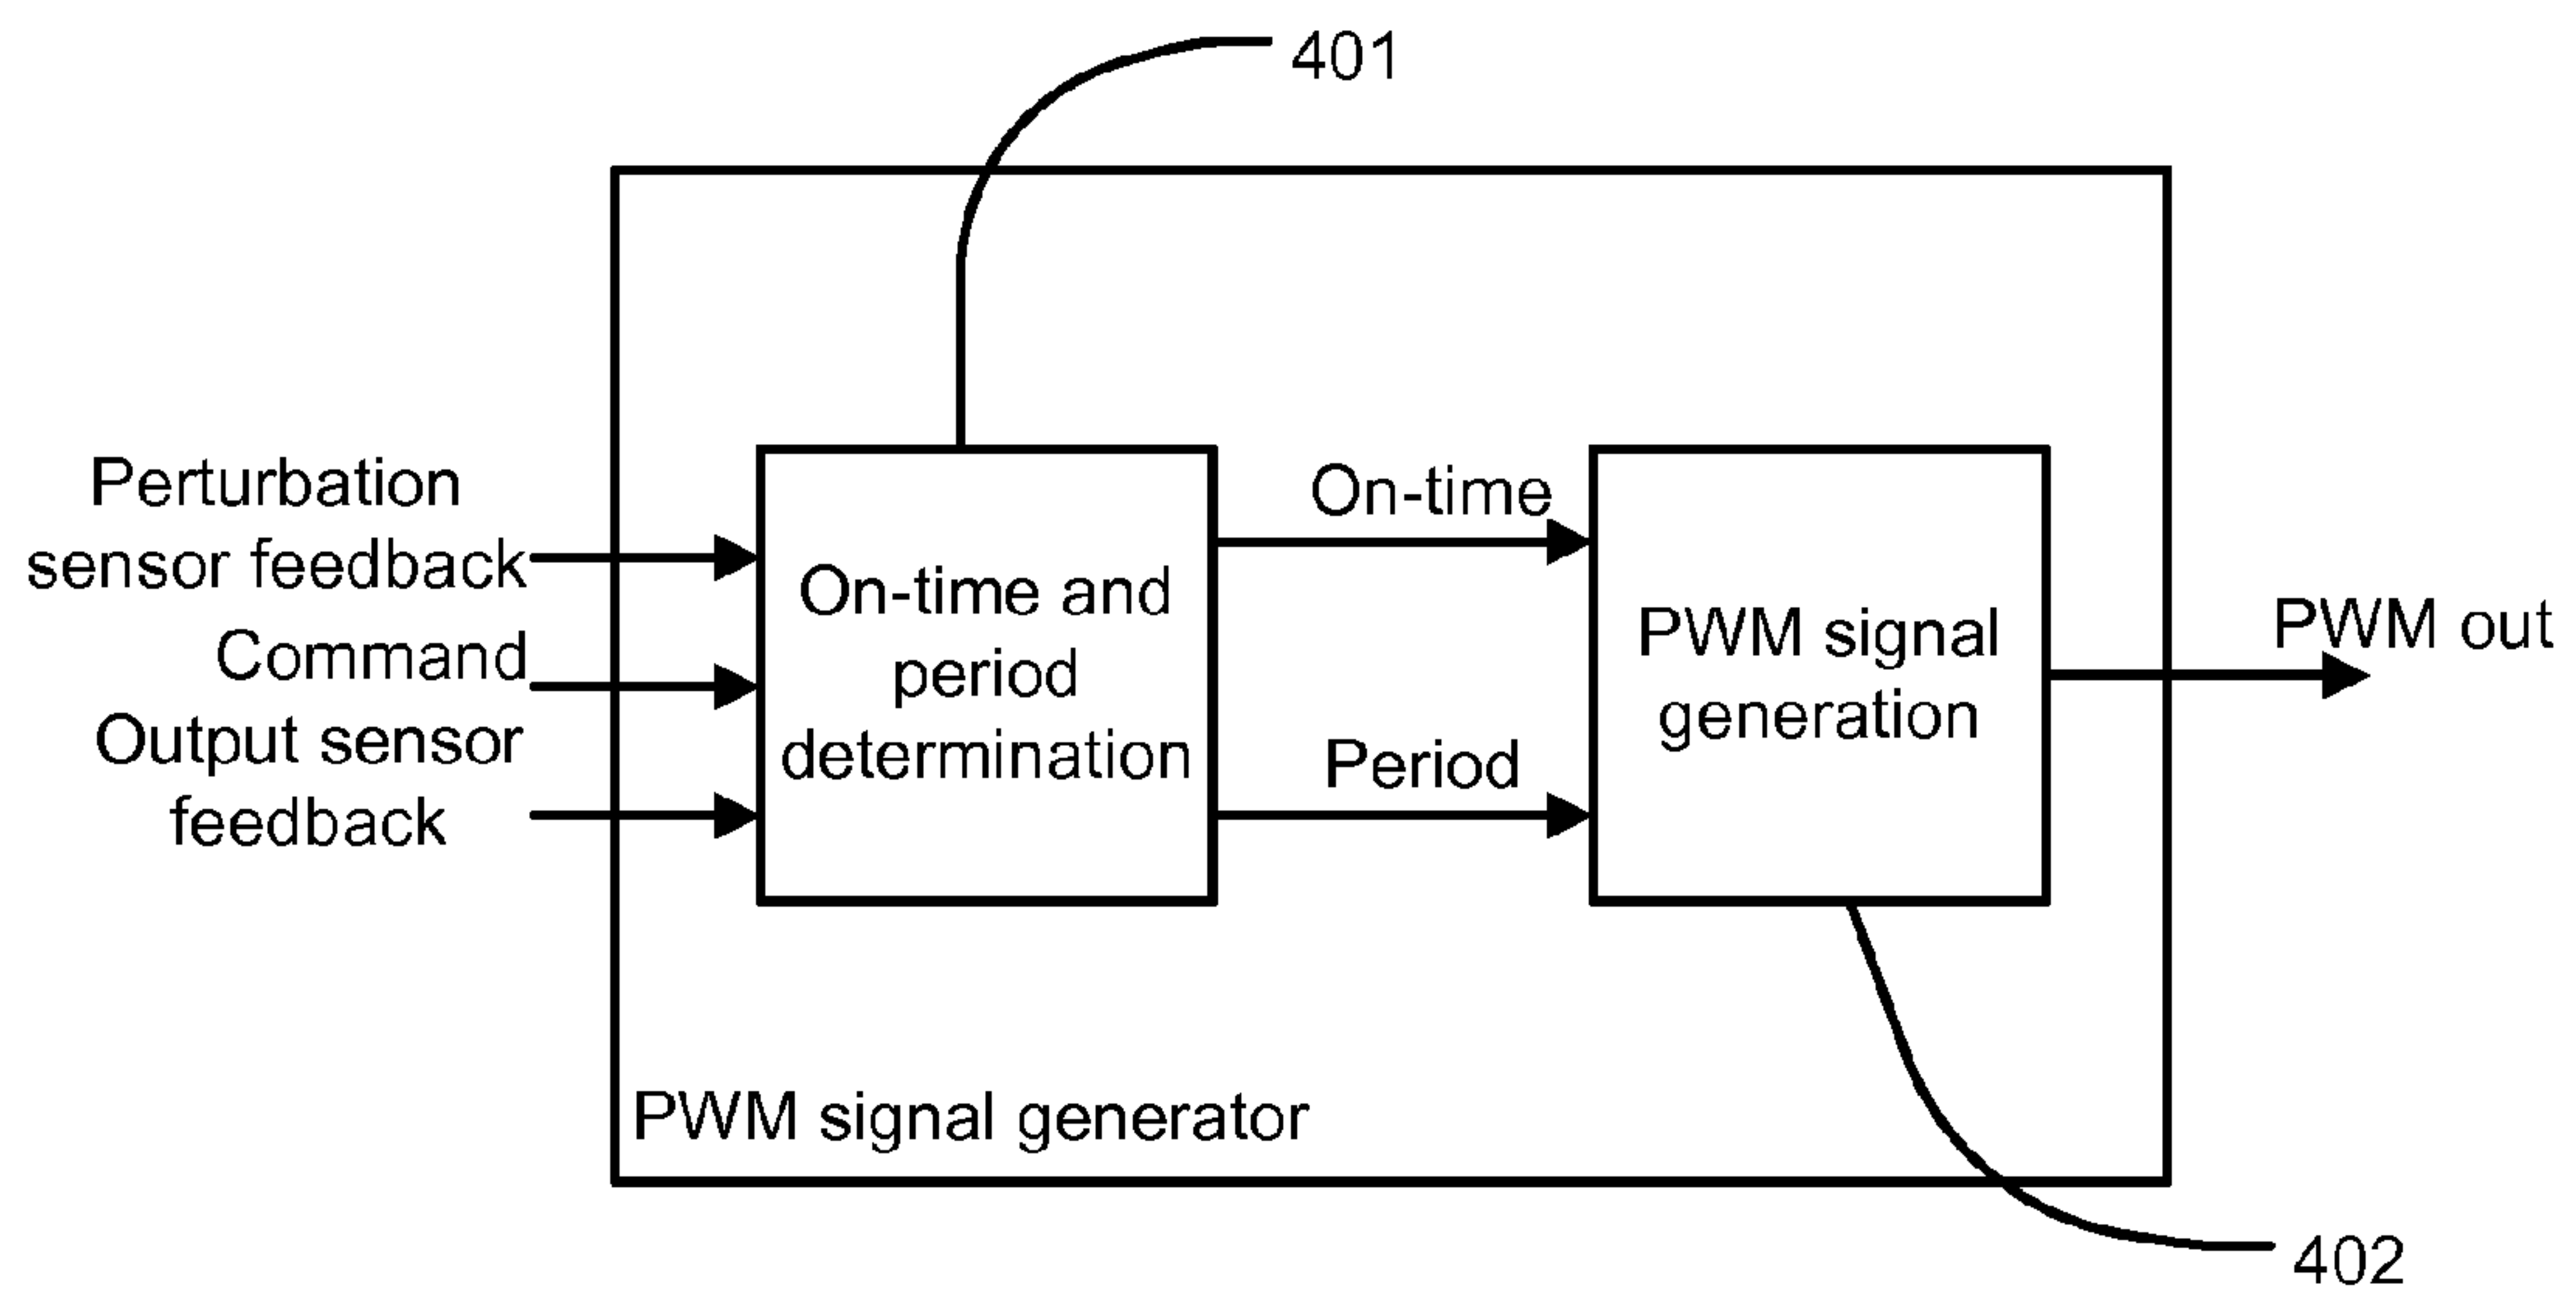 401
Perturbation
sensor feedback
Command
Output sensor
feedback
On-time and
period
determination
On-time
Period
PWM signal
generation
PWM out
PWM signal generator
402